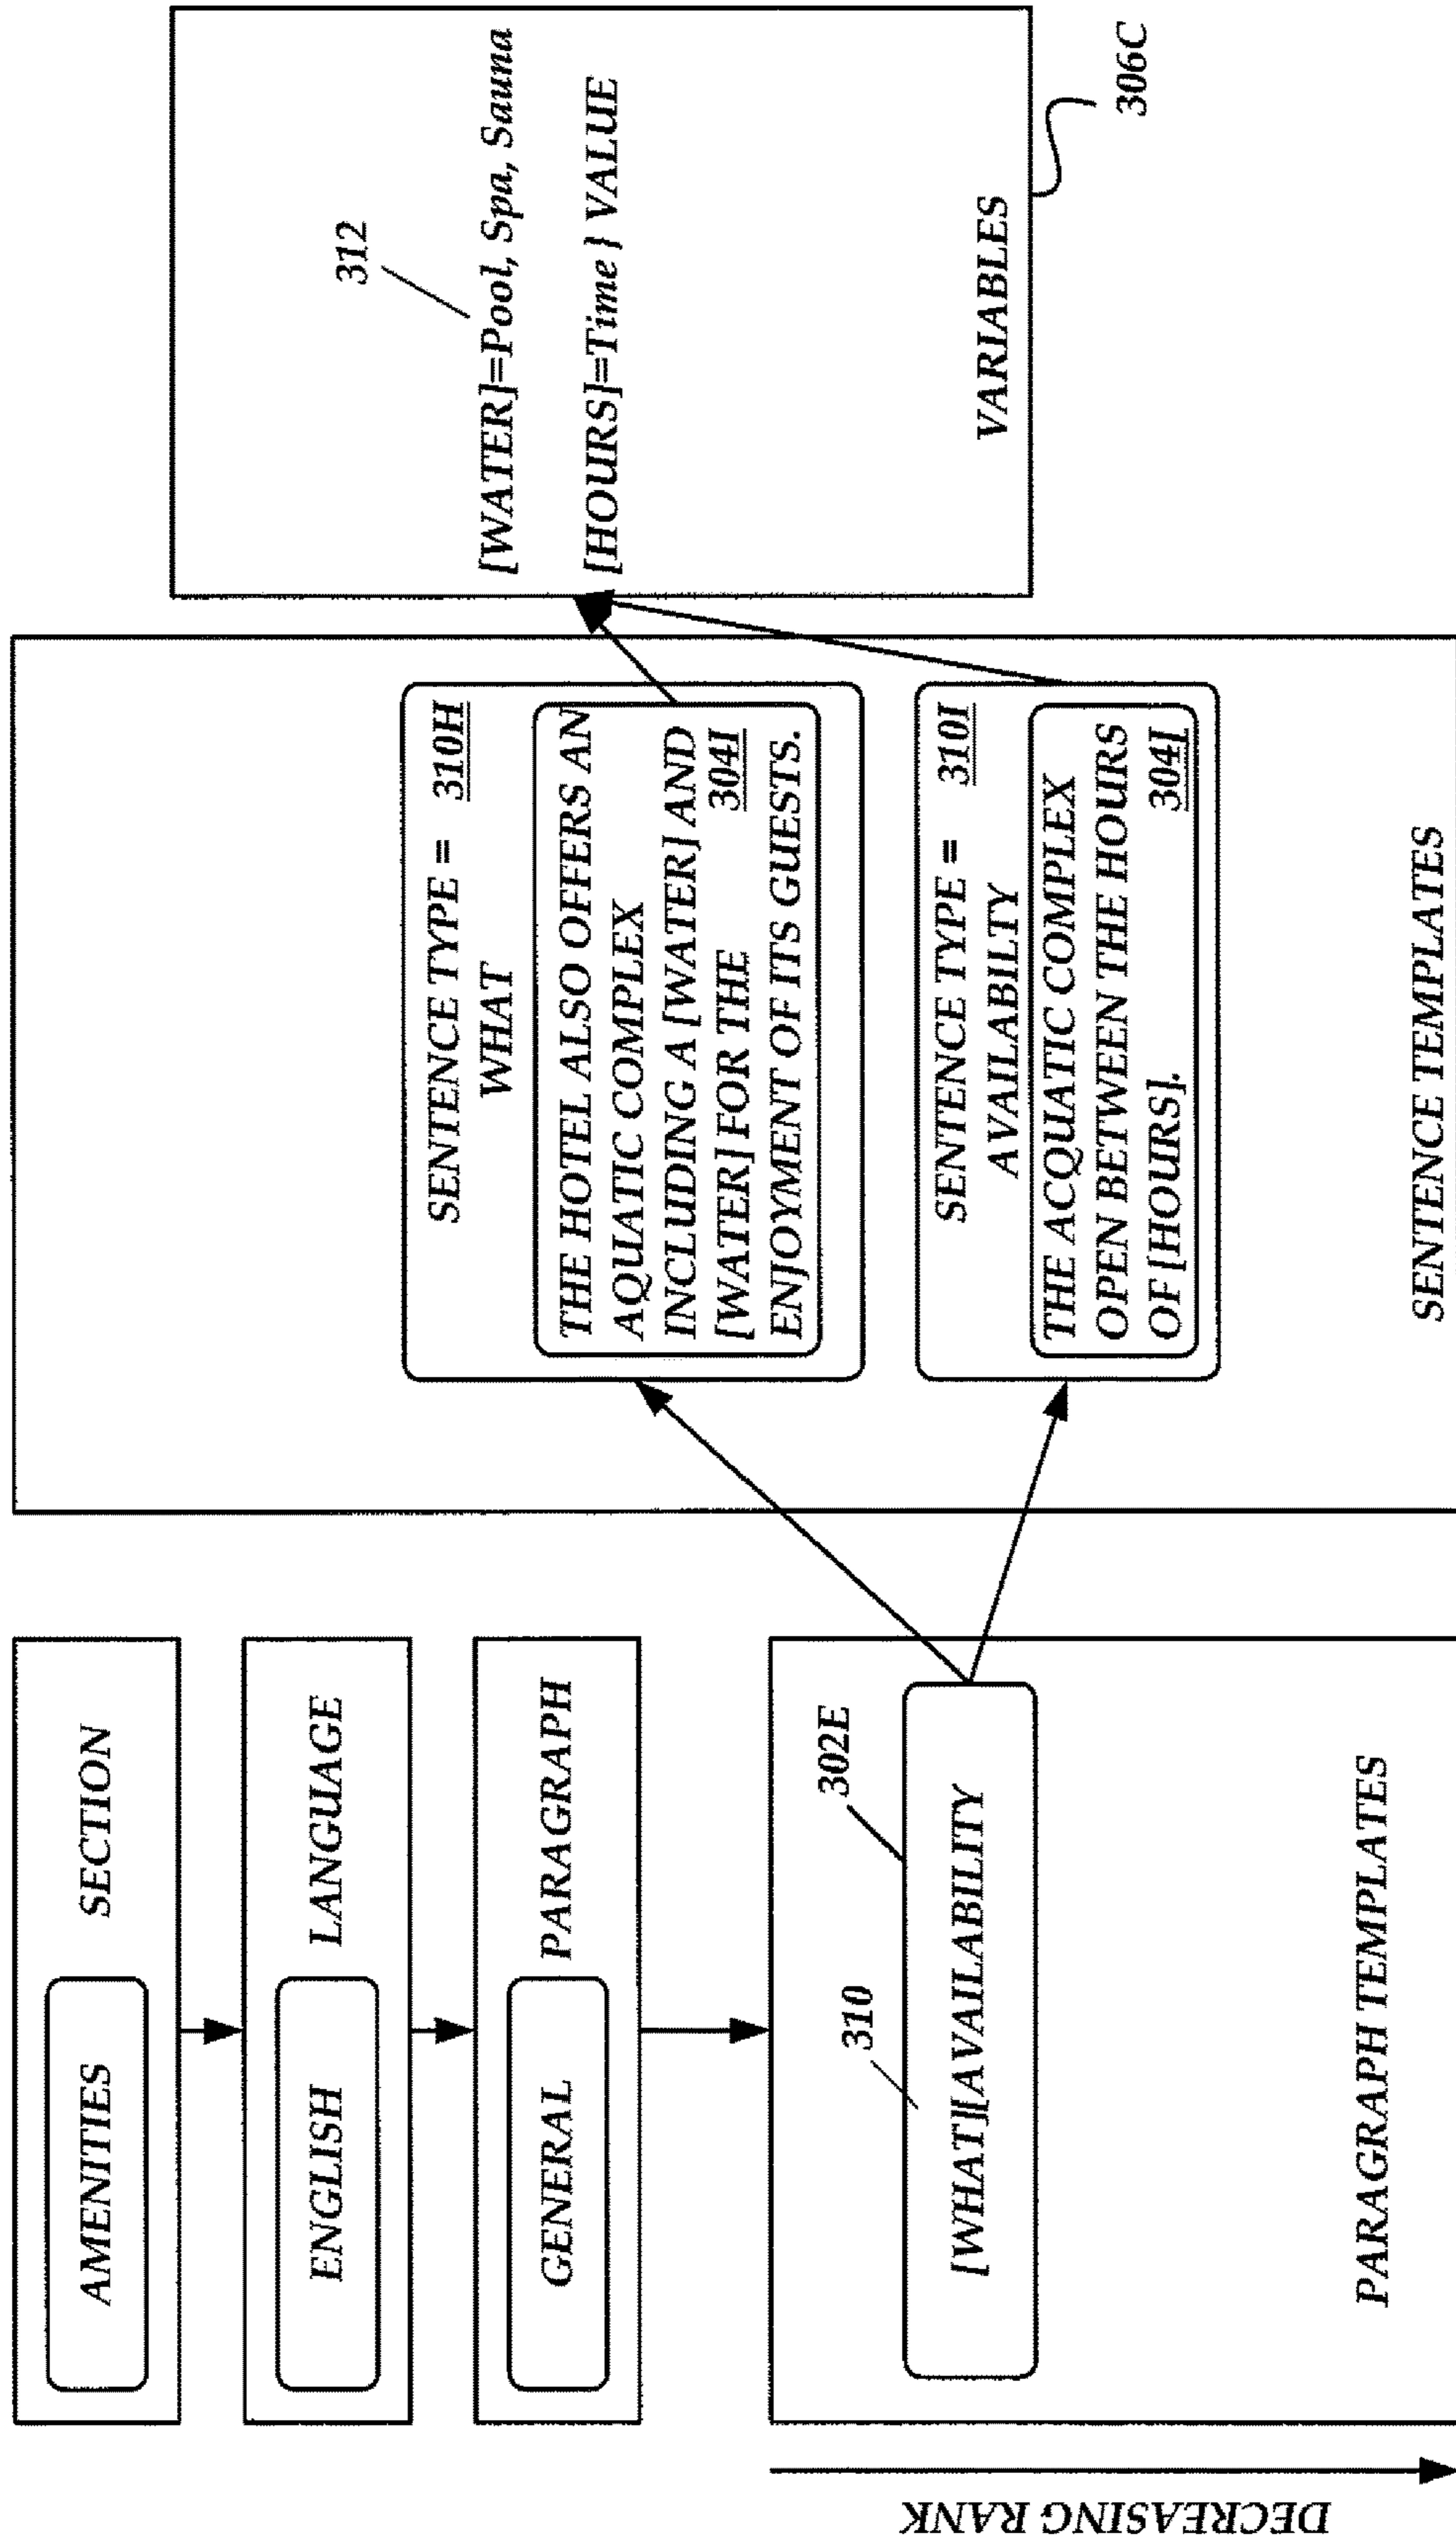 AMENITIES
SECTION
ENGLISH
LANGUAGE
GENERAL
PARAGRAPH
310
302E
[WHAT][AVAILABILITY
PARAGRAPH TEMPLATES
DECREASING RANK
SENTENCE TYPE = 310H
WHAT
THE HOTEL ALSO OFFERS AN
AQUATIC COMPLEX
INCLUDING A [WATER] AND
[WATER] FOR THE 304I
ENJOYMENT OF ITS GUESTS.
SENTENCE TYPE = 310I
AVAILABILTY
THE ACQUATIC COMPLEX
OPEN BETWEEN THE HOURS
OF [HOURS]. 304J
SENTENCE TEMPLATES
312
[WATER]=Pool, Spa, Sauna
[HOURS]=Time } VALUE
VARIABLES
306C